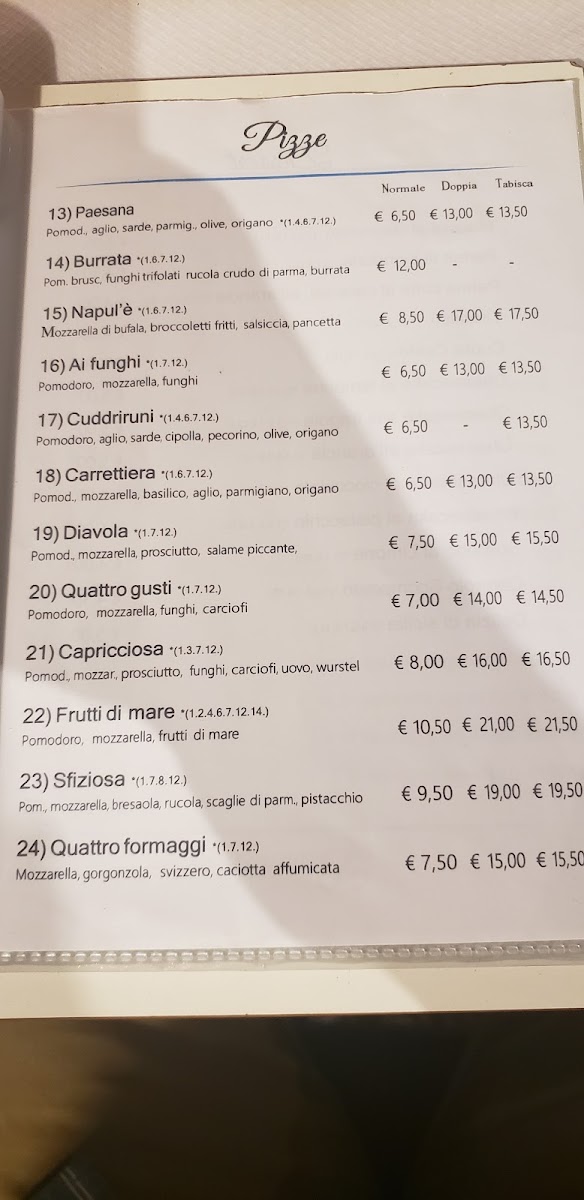 Pizze
Normale Doppia Tabisca
13) Paesana
Pomod., aglio, sarde, parmig., olive, origano *(1.4.6.7.12.) € 6,50 € 13,00 € 13,50
14) Burrata *(1.6.7.12.)
Pom. brusc, funghi trifolati rucola crudo di parma, burrata € 12,00 - -
15) Napul'è *(1.6.7.12.)
Mozzarella di bufala, broccoletti fritti, salsiccia, pancetta € 8,50 € 17,00 € 17,50
16) Ai funghi *(1.7.12.)
Pomodoro, mozzarella, funghi € 6,50 € 13,00 € 13,50
17) Cuddriruni *(1.4.6.7.12.)
Pomodoro, aglio, sarde, cipolla, pecorino, olive, origano € 6,50 - € 13,50
18) Carrettiera *(1.6.7.12.)
Pomod., mozzarella, basilico, aglio, parmigiano, origano € 6,50 € 13,00 € 13,50
19) Diavola *(1.7.12.)
Pomod., mozzarella, prosciutto, salame piccante, € 7,50 € 15,00 € 15,50
20) Quattro gusti *(1.7.12.)
Pomodoro, mozzarella, funghi, carciofi € 7,00 € 14,00 € 14,50
21) Capricciosa *(1.3.7.12.)
Pomod., mozzar., prosciutto, funghi, carciofi, uovo, wurstel € 8,00 € 16,00 € 16,50
22) Frutti di mare *(1.2.4.6.7.12.14.)
Pomodoro, mozzarella, frutti di mare € 10,50 € 21,00 € 21,50
23) Sfiziosa *(1.7.8.12.)
Pom., mozzarella, bresaola, rucola, scaglie di parm., pistacchio € 9,50 € 19,00 € 19,50
24) Quattro formaggi *(1.7.12.)
Mozzarella, gorgonzola, svizzero, caciotta affumicata € 7,50 € 15,00 € 15,50